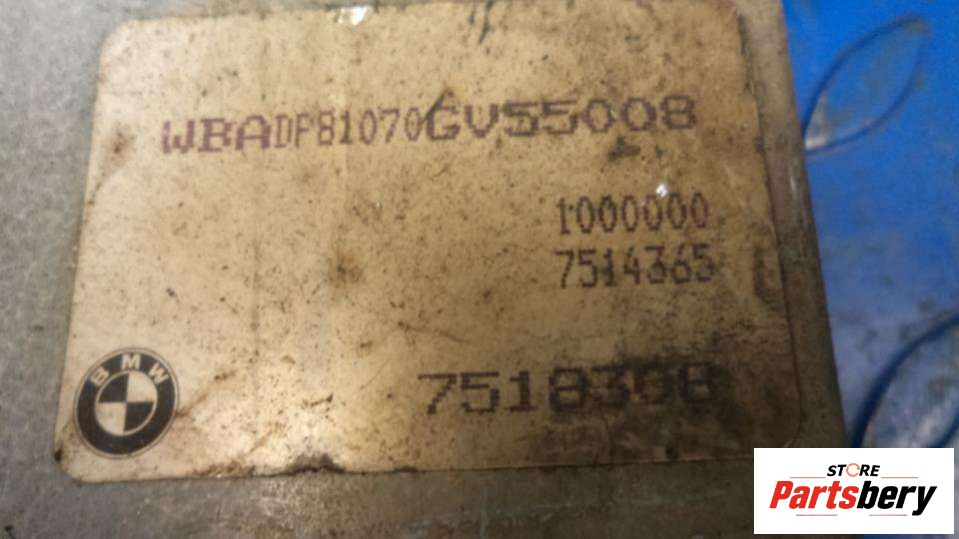 WBADF81070GV55008
1000000
7514365
BMW
7518308
STORE
Partsbery